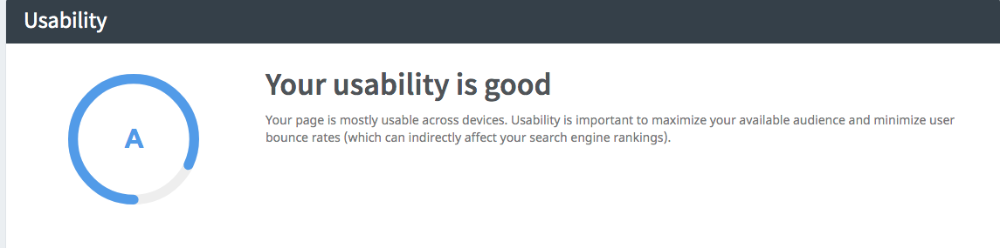 Usability
A
Your usability is good
Your page is mostly usable across devices. Usability is important to maximize your available audience and minimize user
bounce rates (which can indirectly affect your search engine rankings).